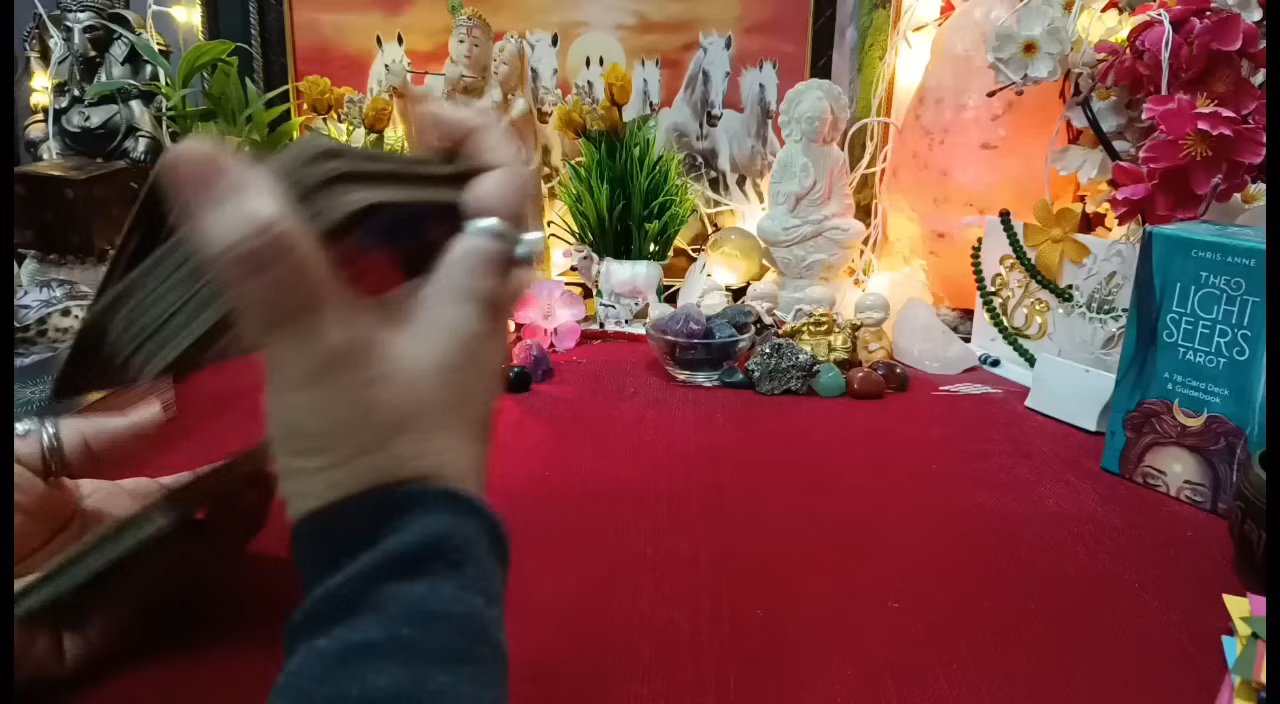 CHRIS-ANNE
THE
LIGHT
SEER'S
TAROT
A 78-Card Deck
& Guidebook